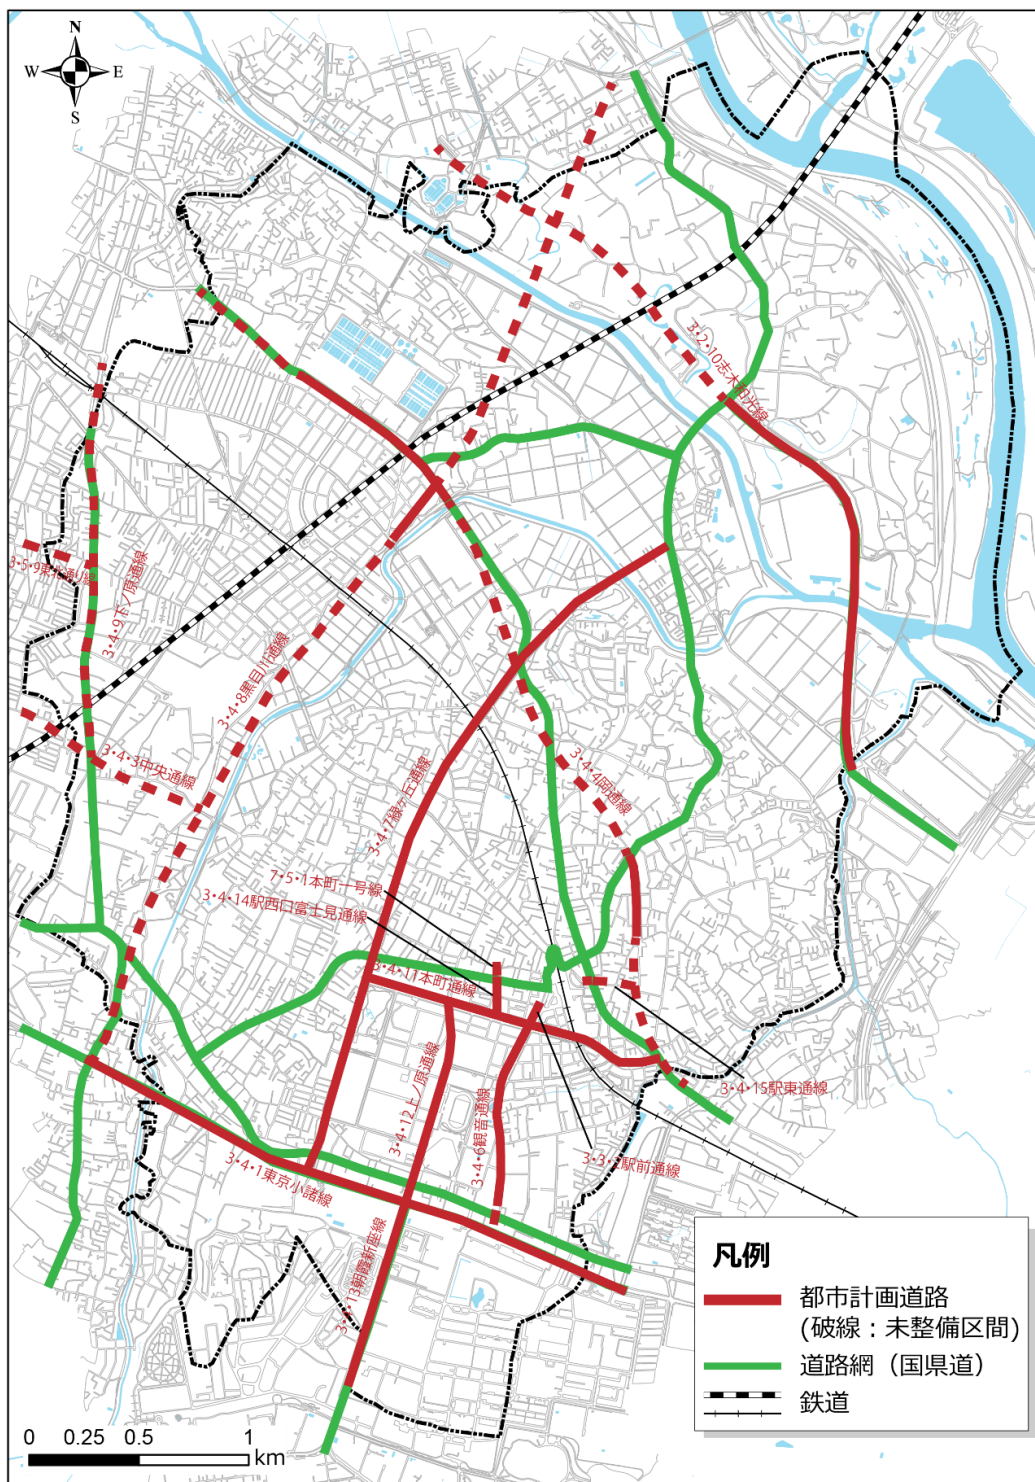 N
W
E
S
3・2・10志木和光線
3・5・9東北通り線
3・4・9下ノ原通線
3・4・8黒目川通線
3・4・3中央通線
3・4・4岡通線
3・4・7緑ヶ丘通線
7・5・1本町一号線
3・4・14駅西口富士見通線
3・4・11本町通線
3・4・12上ノ原通線
3・4・6観音通線
3・4・15駅東通線
3・3・2駅前通線
3・4・1東京小諸線
3・4・13朝霞新座線
凡例
都市計画道路
(破線：未整備区間)
道路網（国県道）
鉄道
0 0.25 0.5 1
km